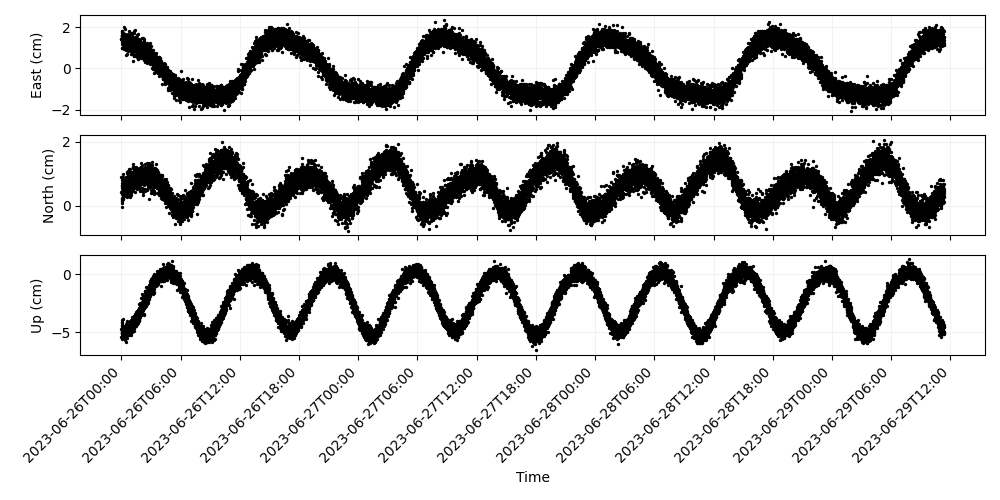 East (cm)
2
0
−2
North (cm)
2
0
Up (cm)
0
−5
2023-06-26T00:00
2023-06-26T06:00
2023-06-26T12:00
2023-06-26T18:00
2023-06-27T00:00
2023-06-27T06:00
2023-06-27T12:00
2023-06-27T18:00
2023-06-28T00:00
2023-06-28T06:00
2023-06-28T12:00
2023-06-28T18:00
2023-06-29T00:00
2023-06-29T06:00
2023-06-29T12:00
Time